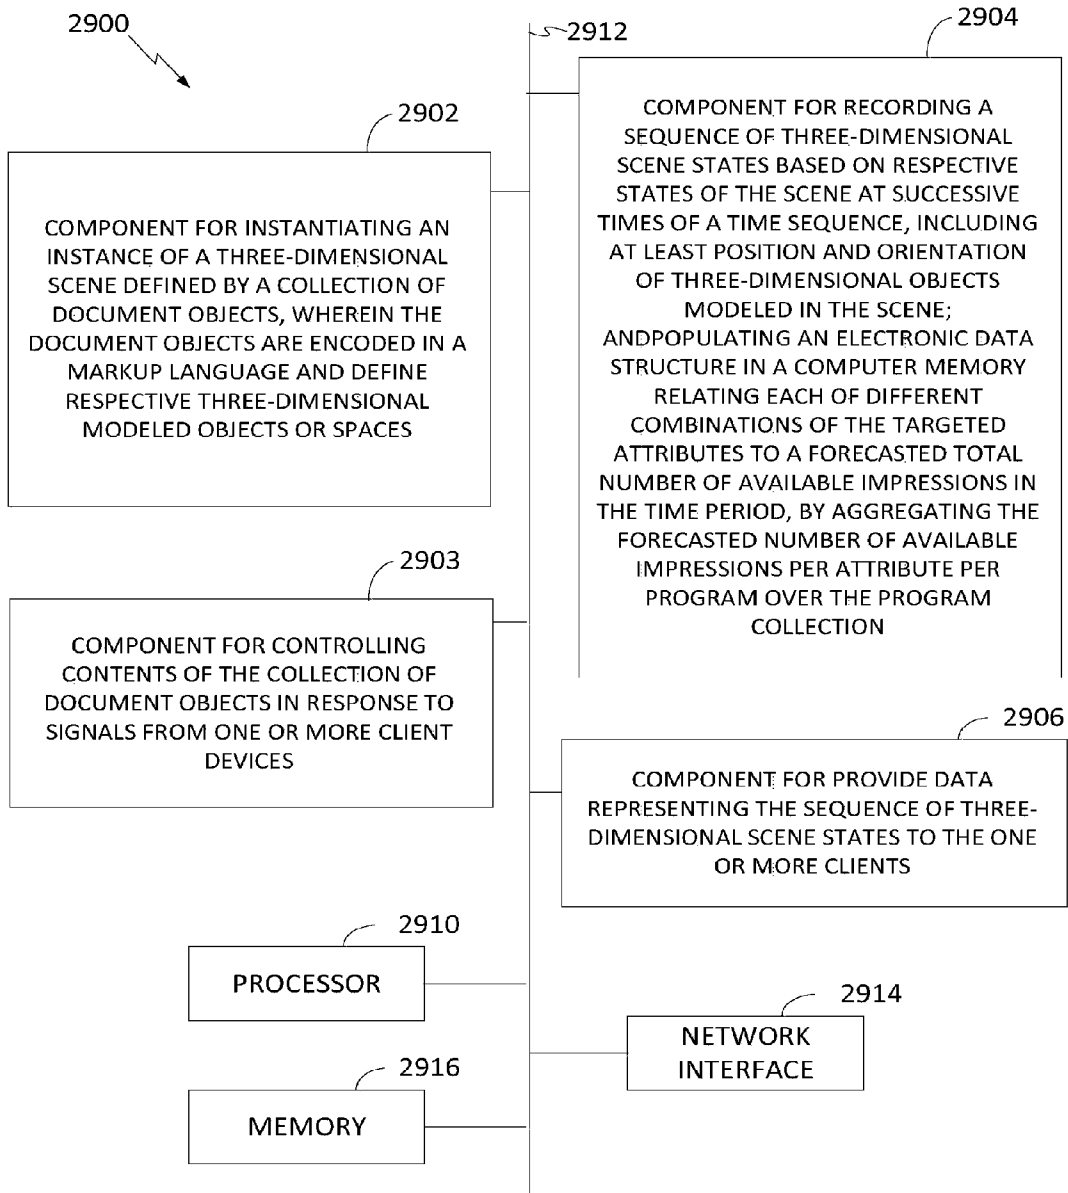 2900
2912
2904
2902
COMPONENT FOR INSTANTIATING AN
INSTANCE OF A THREE-DIMENSIONAL
SCENE DEFINED BY A COLLECTION OF
DOCUMENT OBJECTS, WHEREIN THE
DOCUMENT OBJECTS ARE ENCODED IN A
MARKUP LANGUAGE AND DEFINE
RESPECTIVE THREE-DIMENSIONAL
MODELED OBJECTS OR SPACES
COMPONENT FOR RECORDING A
SEQUENCE OF THREE-DIMENSIONAL
SCENE STATES BASED ON RESPECTIVE
STATES OF THE SCENE AT SUCCESSIVE
TIMES OF A TIME SEQUENCE, INCLUDING
AT LEAST POSITION AND ORIENTATION
OF THREE-DIMENSIONAL OBJECTS
MODELED IN THE SCENE;
ANDPOPULATING AN ELECTRONIC DATA
STRUCTURE IN A COMPUTER MEMORY
RELATING EACH OF DIFFERENT
COMBINATIONS OF THE TARGETED
ATTRIBUTES TO A FORECASTED TOTAL
NUMBER OF AVAILABLE IMPRESSIONS IN
THE TIME PERIOD, BY AGGREGATING THE
FORECASTED NUMBER OF AVAILABLE
IMPRESSIONS PER ATTRIBUTE PER
PROGRAM OVER THE PROGRAM
COLLECTION
2903
COMPONENT FOR CONTROLLING
CONTENTS OF THE COLLECTION OF
DOCUMENT OBJECTS IN RESPONSE TO
SIGNALS FROM ONE OR MORE CLIENT
DEVICES
2906
COMPONENT FOR PROVIDE DATA
REPRESENTING THE SEQUENCE OF THREE-
DIMENSIONAL SCENE STATES TO THE ONE
OR MORE CLIENTS
2910
PROCESSOR
2914
NETWORK
INTERFACE
2916
MEMORY